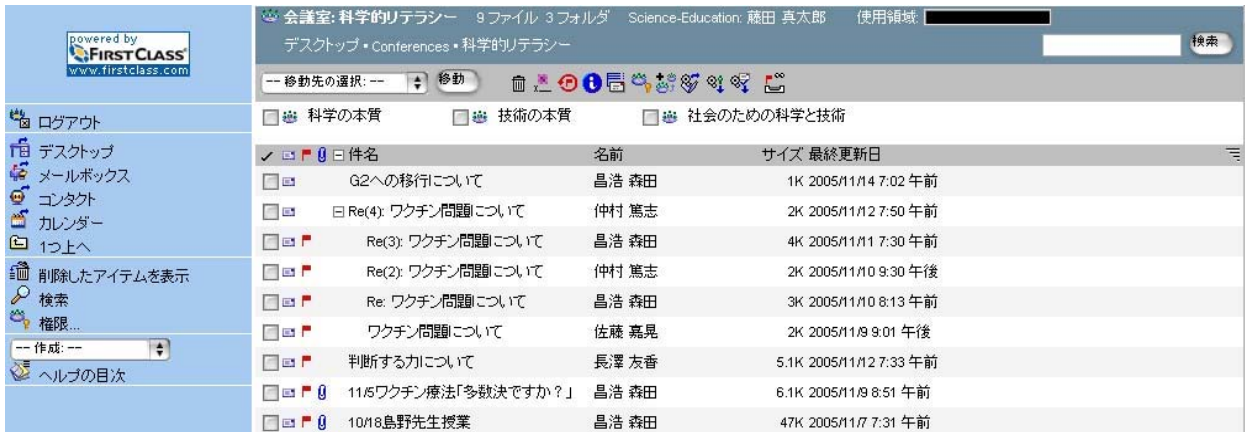 powered by
FIRSTCLASS
www.firstclass.com
ログアウト
デスクトップ
メールボックス
コンタクト
カレンダー
1つ上へ
削除したアイテムを表示
検索
権限...
-- 作成: --
ヘルプの目次
会議室: 科学的リテラシー 9ファイル 3フォルダ Science-Education: 藤田 真太郎 使用領域:
デスクトップ • Conferences • 科学的リテラシー 検索
-- 移動先の選択: -- 移動
科学の本質 技術の本質 社会のための科学と技術
件名 名前 サイズ 最終更新日
G2への移行について 昌浩 森田 1K 2005/11/14 7:02 午前
Re(4): ワクチン問題について 仲村 篤志 2K 2005/11/12 7:50 午前
Re(3): ワクチン問題について 昌浩 森田 4K 2005/11/11 7:30 午前
Re(2): ワクチン問題について 仲村 篤志 2K 2005/11/10 9:30 午後
Re: ワクチン問題について 昌浩 森田 3K 2005/11/10 8:13 午前
ワクチン問題について 佐藤 嘉晃 2K 2005/11/9 9:01 午後
判断する力について 長澤 友香 5.1K 2005/11/12 7:33 午前
11/5ワクチン療法「多数決ですか？」 昌浩 森田 6.1K 2005/11/9 8:51 午前
10/18島野先生授業 昌浩 森田 47K 2005/11/7 7:31 午前